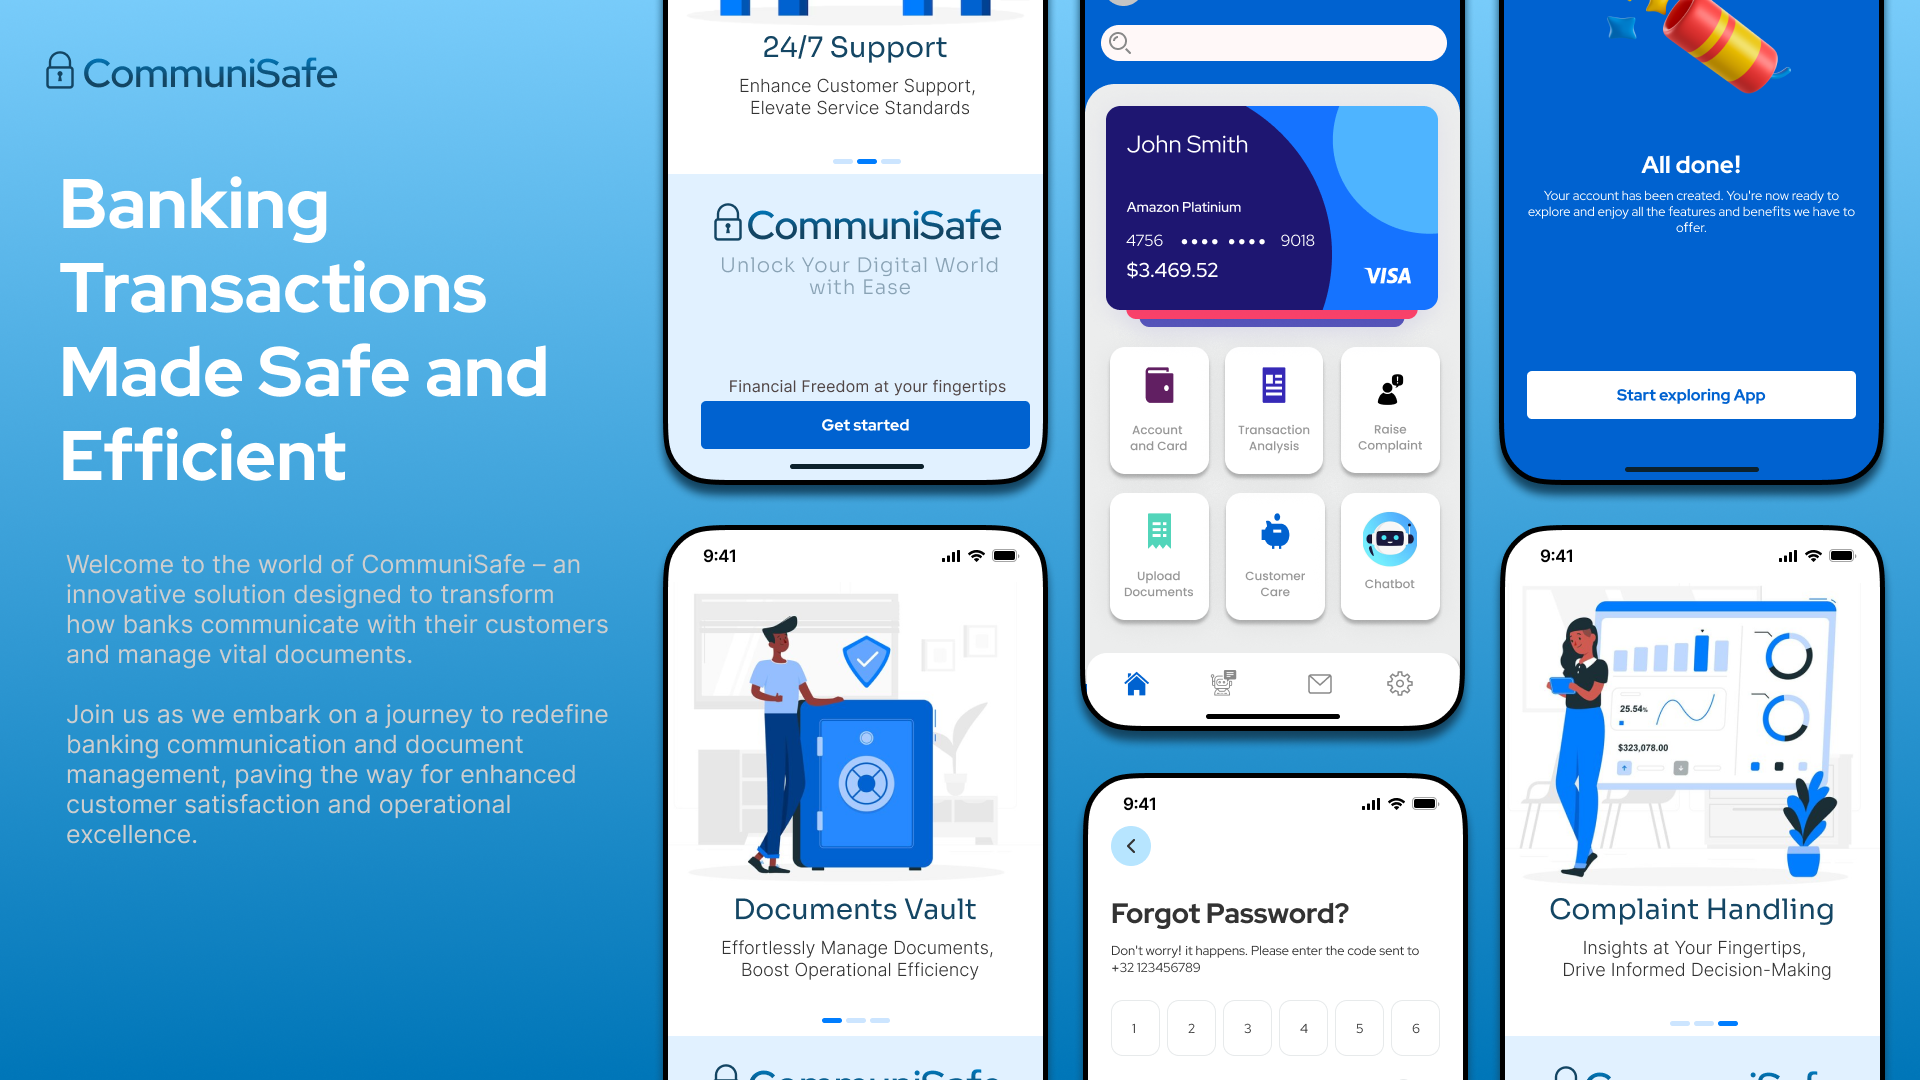 CommuniSafe
Banking
Transactions
Made Safe and
Efficient
Welcome to the world of CommuniSafe – an
innovative solution designed to transform
how banks communicate with their customers
and manage vital documents.
Join us as we embark on a journey to redefine
banking communication and document
management, paving the way for enhanced
customer satisfaction and operational
excellence.
24/7 Support
Enhance Customer Support,
Elevate Service Standards
CommuniSafe
Unlock Your Digital World
with Ease
Financial Freedom at your fingertips
Get started
9:41
Documents Vault
Effortlessly Manage Documents,
Boost Operational Efficiency
CommuniSafe
John Smith
Amazon Platinium
4756 •••• •••• 9018
$3.469.52
VISA
Account
and Card
Transaction
Analysis
Raise
Complaint
Upload
Documents
Customer
Care
Chatbot
9:41
Forgot Password?
Don't worry! it happens. Please enter the code sent to
+32 123456789
1 2 3 4 5 6
All done!
Your account has been created. You're now ready to
explore and enjoy all the features and benefits we have to
offer.
Start exploring App
9:41
25.54%
$323,078.00
Complaint Handling
Insights at Your Fingertips,
Drive Informed Decision-Making
CommuniSafe